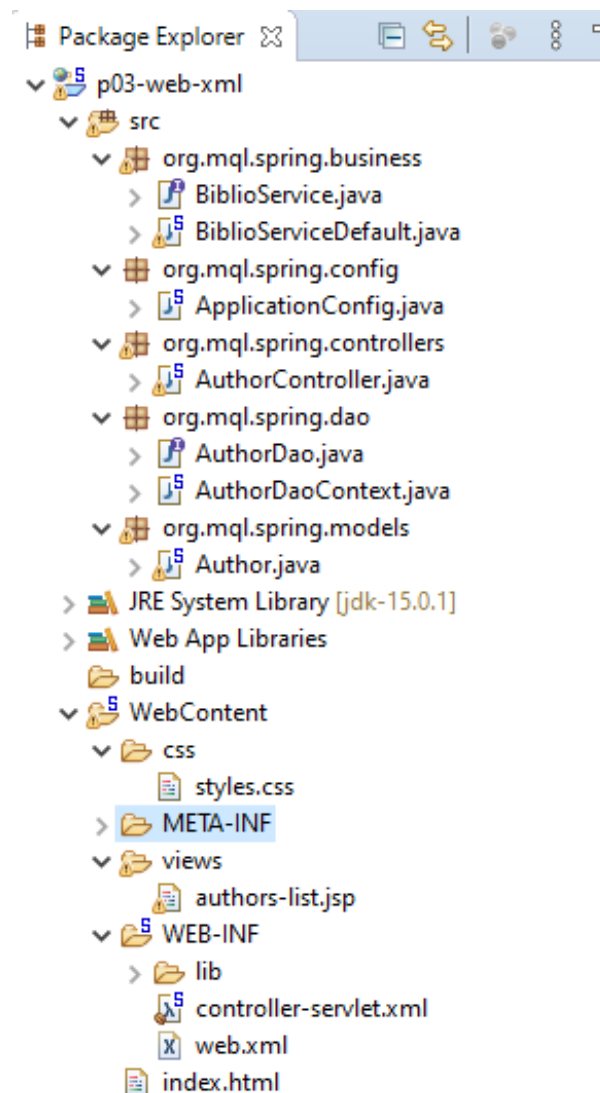 Package Explorer
p03-web-xml
src
org.mql.spring.business
BiblioService.java
BiblioServiceDefault.java
org.mql.spring.config
ApplicationConfig.java
org.mql.spring.controllers
AuthorController.java
org.mql.spring.dao
AuthorDao.java
AuthorDaoContext.java
org.mql.spring.models
Author.java
JRE System Library [jdk-15.0.1]
Web App Libraries
build
WebContent
css
styles.css
META-INF
views
authors-list.jsp
WEB-INF
lib
controller-servlet.xml
web.xml
index.html